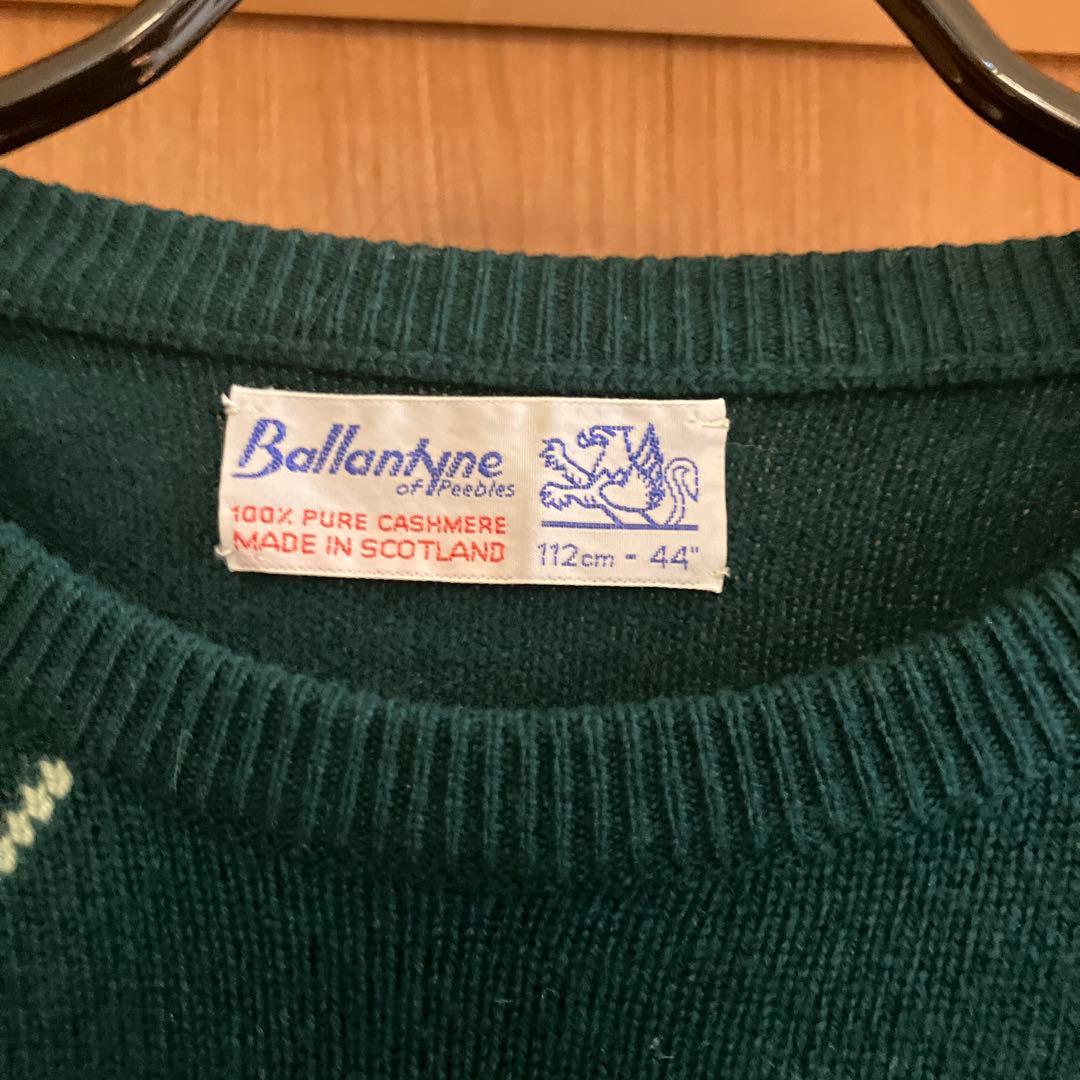 Ballantyne
of Peebles
100% PURE CASHMERE
MADE IN SCOTLAND
112cm - 44"